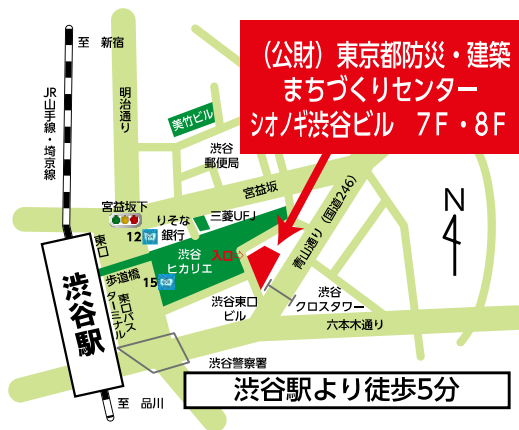 至 新宿
JR山手線・埼京線
明治通り
（公財）東京都防災・建築
まちづくりセンター
シオノギ渋谷ビル 7F・8F
美竹ビル
渋谷
郵便局
宮益坂
宮益坂下
りそな
銀行
三菱UFJ
12
東口
渋谷
ヒカリエ
入口
青山通り（国道246）
N
歩道橋
15
東口バス
ターミナル
渋谷駅
渋谷東口
ビル
渋谷
クロスタワー
六本木通り
渋谷警察署
渋谷駅より徒歩5分
至 品川